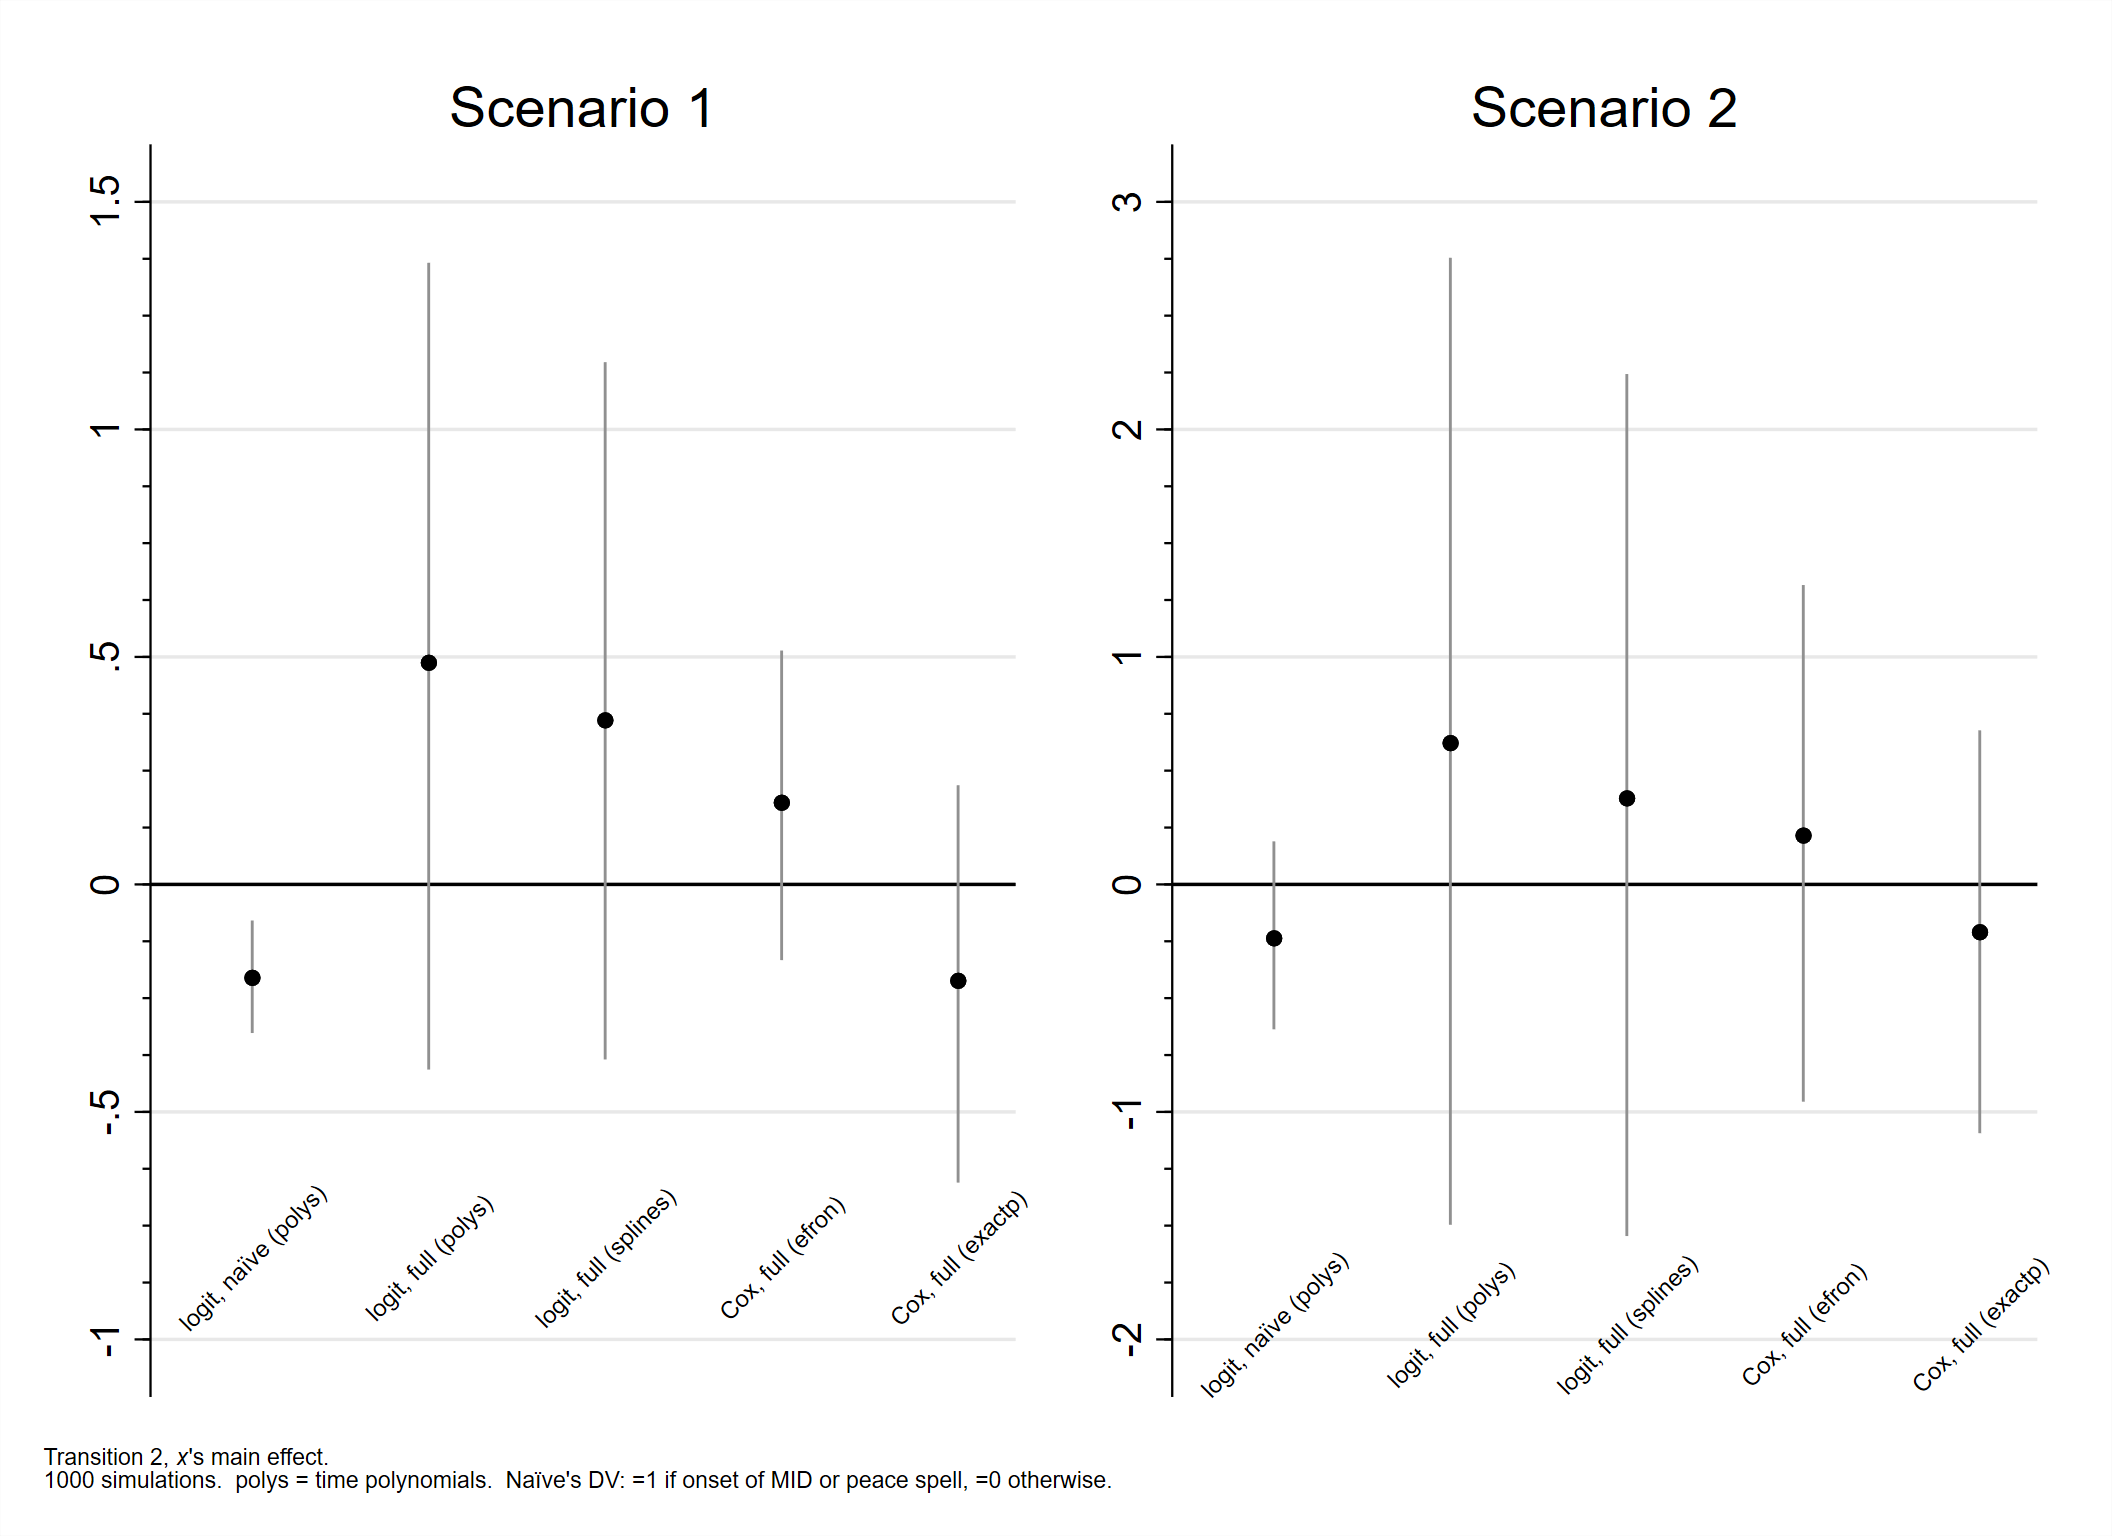 Scenario 1
1.5
1
.5
0
-.5
-1
logit, naïve (polys)
logit, full (polys)
logit, full (splines)
Cox, full (efron)
Cox, full (exactp)
Scenario 2
3
2
1
0
-1
-2
logit, naïve (polys)
logit, full (polys)
logit, full (splines)
Cox, full (efron)
Cox, full (exactp)
Transition 2, x's main effect.
1000 simulations.  polys = time polynomials.  Naïve's DV: =1 if onset of MID or peace spell, =0 otherwise.